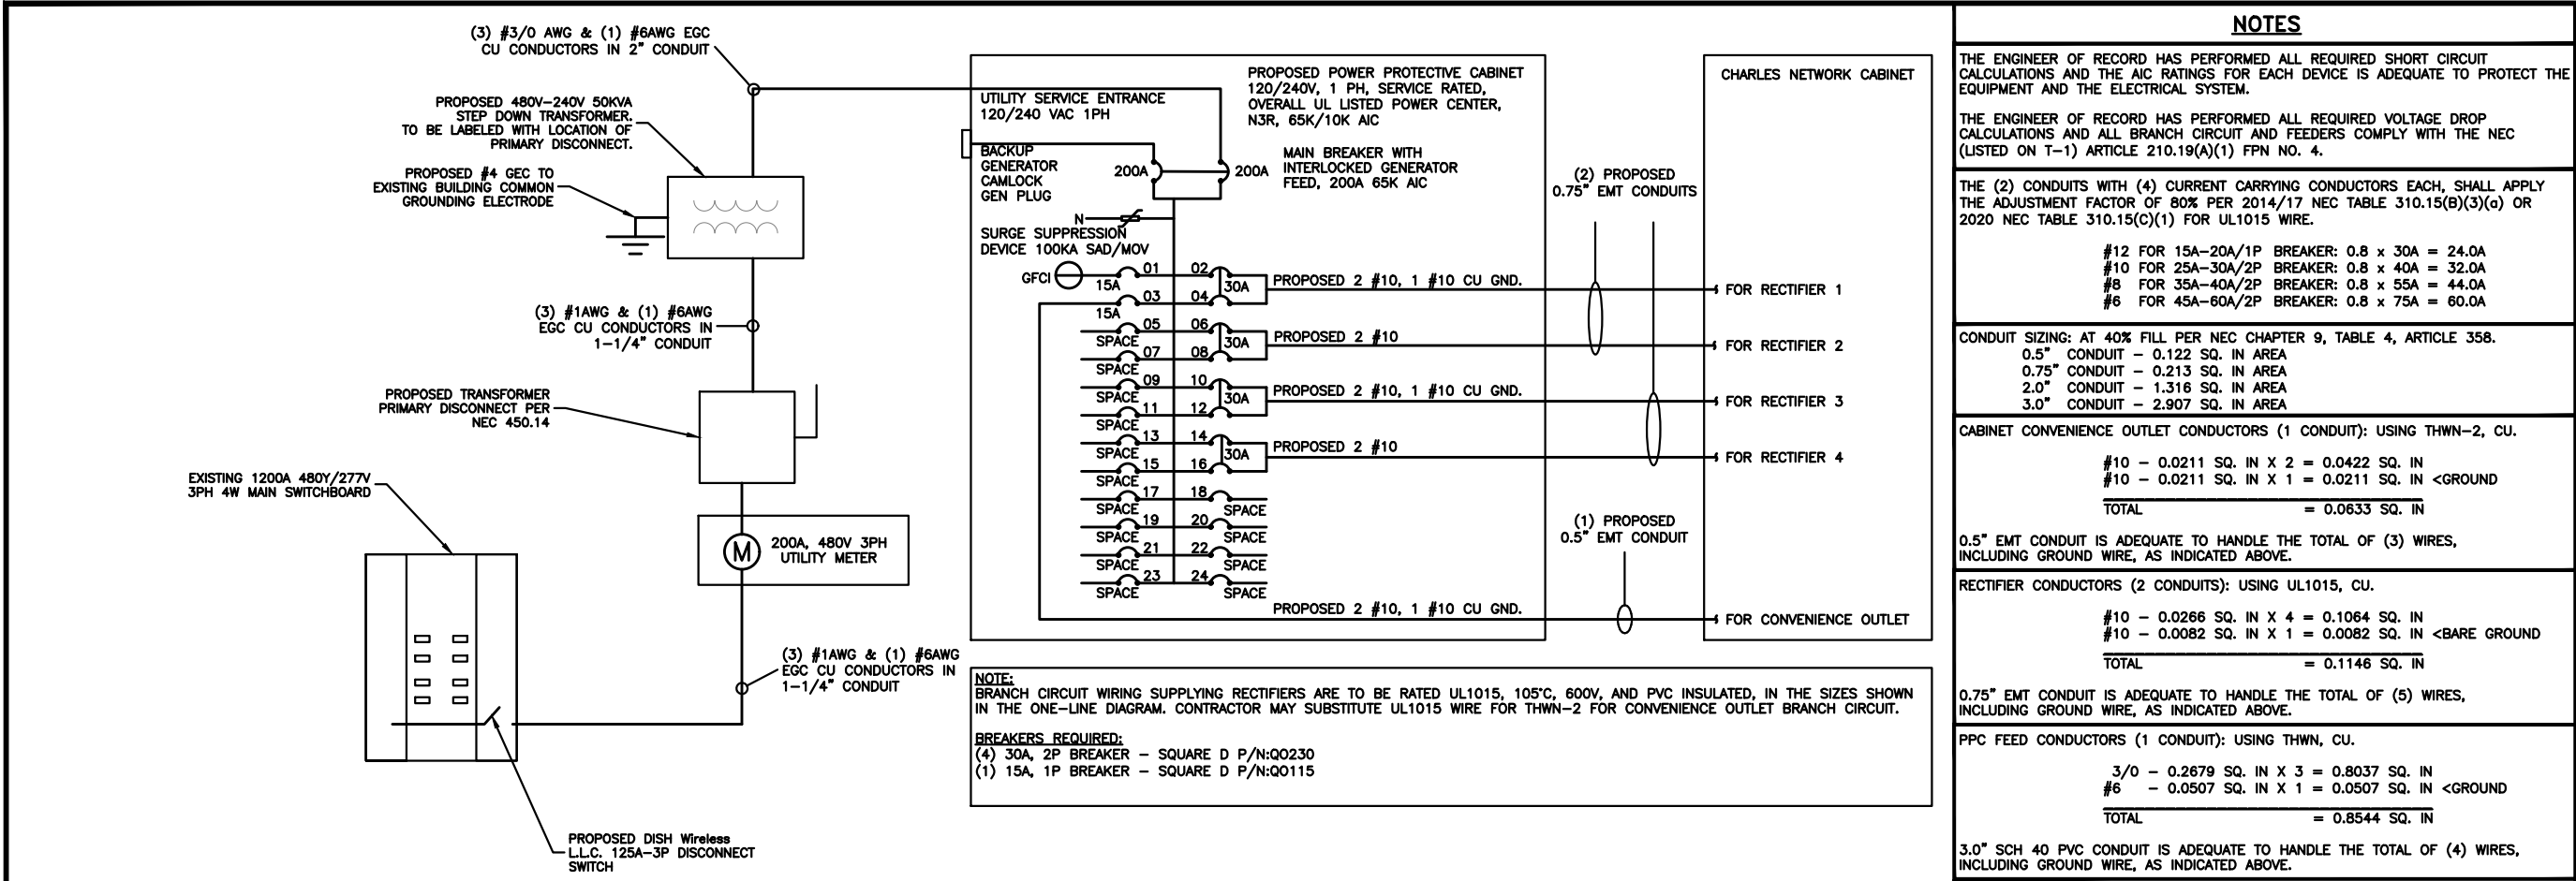 (3) #3/0 AWG & (1) #6AWG EGC
CU CONDUCTORS IN 2" CONDUIT
PROPOSED 480V-240V 50KVA
STEP DOWN TRANSFORMER.
TO BE LABELED WITH LOCATION OF
PRIMARY DISCONNECT.
PROPOSED #4 GEC TO
EXISTING BUILDING COMMON
GROUNDING ELECTRODE
(3) #1AWG & (1) #6AWG
EGC CU CONDUCTORS IN
1-1/4" CONDUIT
PROPOSED TRANSFORMER
PRIMARY DISCONNECT PER
NEC 450.14
EXISTING 1200A 480Y/277V
3PH 4W MAIN SWITCHBOARD
M
200A, 480V 3PH
UTILITY METER
(3) #1AWG & (1) #6AWG
EGC CU CONDUCTORS IN
1-1/4" CONDUIT
PROPOSED DISH Wireless
L.L.C. 125A-3P DISCONNECT
SWITCH
UTILITY SERVICE ENTRANCE
120/240 VAC 1PH
PROPOSED POWER PROTECTIVE CABINET
120/240V, 1 PH, SERVICE RATED,
OVERALL UL LISTED POWER CENTER,
N3R, 65K/10K AIC
BACKUP
GENERATOR
CAMLOCK
GEN PLUG
200A
200A
MAIN BREAKER WITH
INTERLOCKED GENERATOR
FEED, 200A 65K AIC
N
SURGE SUPPRESSION
DEVICE 100KA SAD/MOV
GFCI
01
02
15A
30A
03
04
15A
05
06
SPACE
30A
07
08
SPACE
09
10
SPACE
30A
11
12
SPACE
13
14
SPACE
30A
15
16
SPACE
17
18
SPACE
SPACE
19
20
SPACE
SPACE
21
22
SPACE
SPACE
23
24
SPACE
SPACE
PROPOSED 2 #10, 1 #10 CU GND.
PROPOSED 2 #10
PROPOSED 2 #10, 1 #10 CU GND.
PROPOSED 2 #10
PROPOSED 2 #10, 1 #10 CU GND.
(2) PROPOSED
0.75" EMT CONDUITS
(1) PROPOSED
0.5" EMT CONDUIT
CHARLES NETWORK CABINET
FOR RECTIFIER 1
FOR RECTIFIER 2
FOR RECTIFIER 3
FOR RECTIFIER 4
FOR CONVENIENCE OUTLET
NOTE:
BRANCH CIRCUIT WIRING SUPPLYING RECTIFIERS ARE TO BE RATED UL1015, 105°C, 600V, AND PVC INSULATED, IN THE SIZES SHOWN
IN THE ONE-LINE DIAGRAM. CONTRACTOR MAY SUBSTITUTE UL1015 WIRE FOR THWN-2 FOR CONVENIENCE OUTLET BRANCH CIRCUIT.
BREAKERS REQUIRED:
(4) 30A, 2P BREAKER - SQUARE D P/N:QO230
(1) 15A, 1P BREAKER - SQUARE D P/N:QO115
NOTES
THE ENGINEER OF RECORD HAS PERFORMED ALL REQUIRED SHORT CIRCUIT
CALCULATIONS AND THE AIC RATINGS FOR EACH DEVICE IS ADEQUATE TO PROTECT THE
EQUIPMENT AND THE ELECTRICAL SYSTEM.
THE ENGINEER OF RECORD HAS PERFORMED ALL REQUIRED VOLTAGE DROP
CALCULATIONS AND ALL BRANCH CIRCUIT AND FEEDERS COMPLY WITH THE NEC
(LISTED ON T-1) ARTICLE 210.19(A)(1) FPN NO. 4.
THE (2) CONDUITS WITH (4) CURRENT CARRYING CONDUCTORS EACH, SHALL APPLY
THE ADJUSTMENT FACTOR OF 80% PER 2014/17 NEC TABLE 310.15(B)(3)(a) OR
2020 NEC TABLE 310.15(C)(1) FOR UL1015 WIRE.
#12 FOR 15A-20A/1P BREAKER: 0.8 x 30A = 24.0A
#10 FOR 25A-30A/2P BREAKER: 0.8 x 40A = 32.0A
#8 FOR 35A-40A/2P BREAKER: 0.8 x 55A = 44.0A
#6 FOR 45A-60A/2P BREAKER: 0.8 x 75A = 60.0A
CONDUIT SIZING: AT 40% FILL PER NEC CHAPTER 9, TABLE 4, ARTICLE 358.
0.5" CONDUIT - 0.122 SQ. IN AREA
0.75" CONDUIT - 0.213 SQ. IN AREA
2.0" CONDUIT - 1.316 SQ. IN AREA
3.0" CONDUIT - 2.907 SQ. IN AREA
CABINET CONVENIENCE OUTLET CONDUCTORS (1 CONDUIT): USING THWN-2, CU.
#10 - 0.0211 SQ. IN X 2 = 0.0422 SQ. IN
#10 - 0.0211 SQ. IN X 1 = 0.0211 SQ. IN <GROUND
TOTAL = 0.0633 SQ. IN
0.5" EMT CONDUIT IS ADEQUATE TO HANDLE THE TOTAL OF (3) WIRES,
INCLUDING GROUND WIRE, AS INDICATED ABOVE.
RECTIFIER CONDUCTORS (2 CONDUITS): USING UL1015, CU.
#10 - 0.0266 SQ. IN X 4 = 0.1064 SQ. IN
#10 - 0.0082 SQ. IN X 1 = 0.0082 SQ. IN <BARE GROUND
TOTAL = 0.1146 SQ. IN
0.75" EMT CONDUIT IS ADEQUATE TO HANDLE THE TOTAL OF (5) WIRES,
INCLUDING GROUND WIRE, AS INDICATED ABOVE.
PPC FEED CONDUCTORS (1 CONDUIT): USING THWN, CU.
3/0 - 0.2679 SQ. IN X 3 = 0.8037 SQ. IN
#6 - 0.0507 SQ. IN X 1 = 0.0507 SQ. IN <GROUND
TOTAL = 0.8544 SQ. IN
3.0" SCH 40 PVC CONDUIT IS ADEQUATE TO HANDLE THE TOTAL OF (4) WIRES,
INCLUDING GROUND WIRE, AS INDICATED ABOVE.